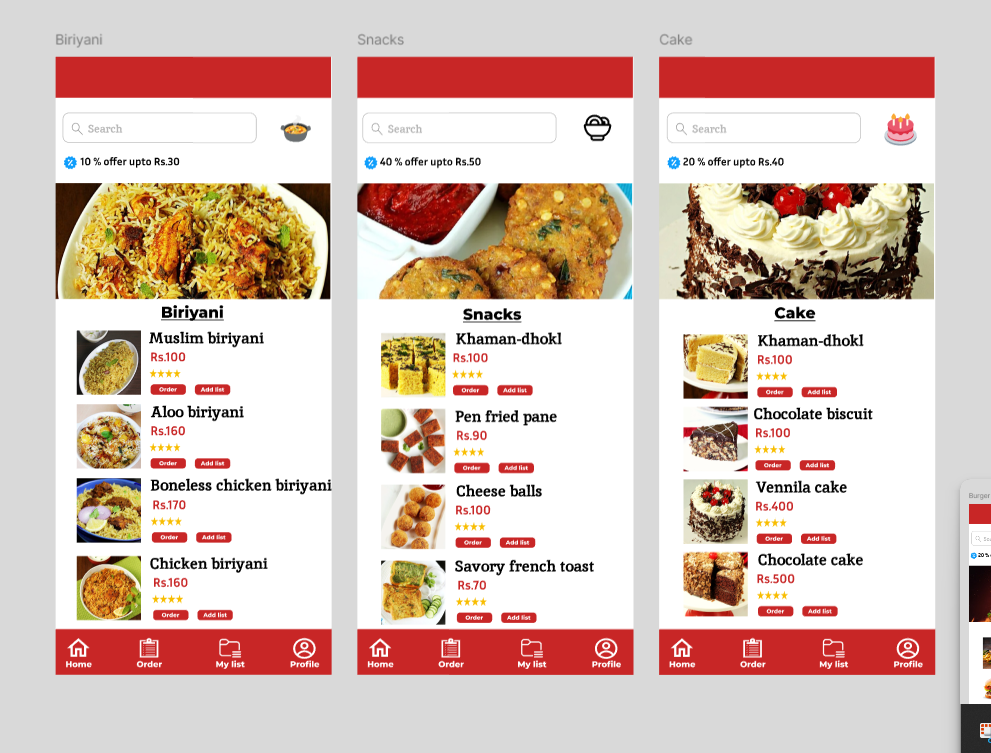 Biriyani
Search
10 % offer upto Rs.30
Biriyani
Muslim biriyani
Rs.100
Order Add list
Aloo biriyani
Rs.160
Order Add list
Boneless chicken biriyani
Rs.170
Order Add list
Chicken biriyani
Rs.160
Order Add list
Home Order My list Profile
Snacks
Search
40 % offer upto Rs.50
Snacks
Khaman-dhokl
Rs.100
Order Add list
Pen fried pane
Rs.90
Order Add list
Cheese balls
Rs.100
Order Add list
Savory french toast
Rs.70
Order Add list
Home Order My list Profile
Cake
Search
20 % offer upto Rs.40
Cake
Khaman-dhokl
Rs.100
Order Add list
Chocolate biscuit
Rs.100
Order Add list
Vennila cake
Rs.400
Order Add list
Chocolate cake
Rs.500
Order Add list
Home Order My list Profile
Burger
20 %